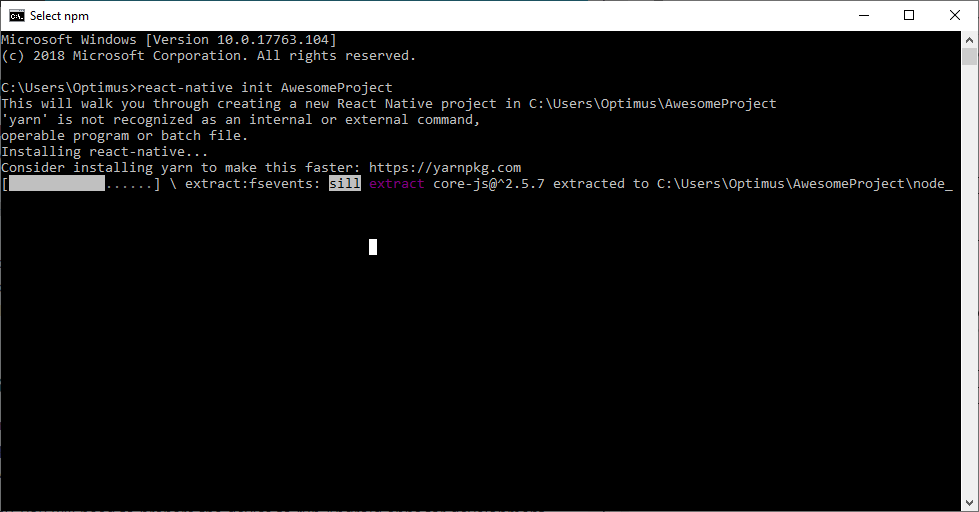 Select npm
Microsoft Windows [Version 10.0.17763.104]
(c) 2018 Microsoft Corporation. All rights reserved.
C:\Users\Optimus>react-native init AwesomeProject
This will walk you through creating a new React Native project in C:\Users\Optimus\AwesomeProject
'yarn' is not recognized as an internal or external command,
operable program or batch file.
Installing react-native...
Consider installing yarn to make this faster: https://yarnpkg.com
[            ......] \ extract:fsevents: sill extract core-js@^2.5.7 extracted to C:\Users\Optimus\AwesomeProject\node_